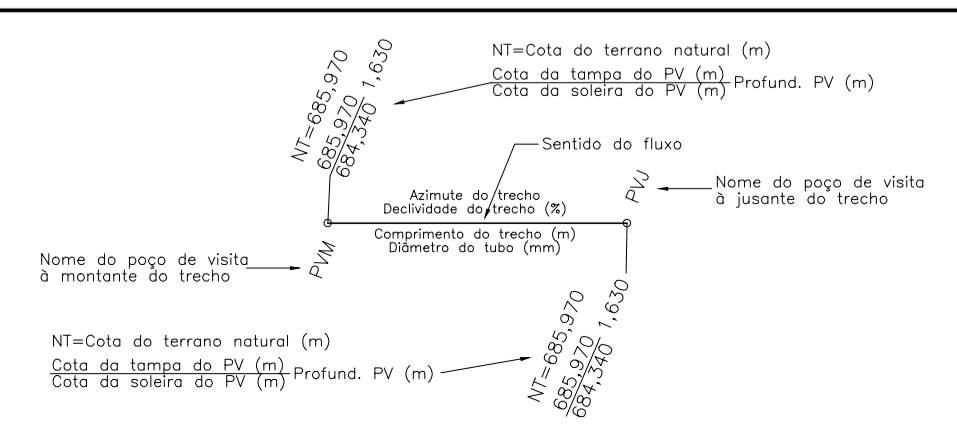 NT=685,970
685,970
684,340
1,630
NT=Cota do terrano natural (m)
Cota da tampa do PV (m)
Cota da soleira do PV (m)
Profund. PV (m)
Sentido do fluxo
Azimute do trecho
Declividade do trecho (%)
PVJ
Nome do poço de visita
à jusante do trecho
Comprimento do trecho (m)
Diâmetro do tubo (mm)
PVM
Nome do poço de visita
à montante do trecho
NT=685,970
685,970
684,340
1,630
NT=Cota do terrano natural (m)
Cota da tampa do PV (m)
Cota da soleira do PV (m)
Profund. PV (m)